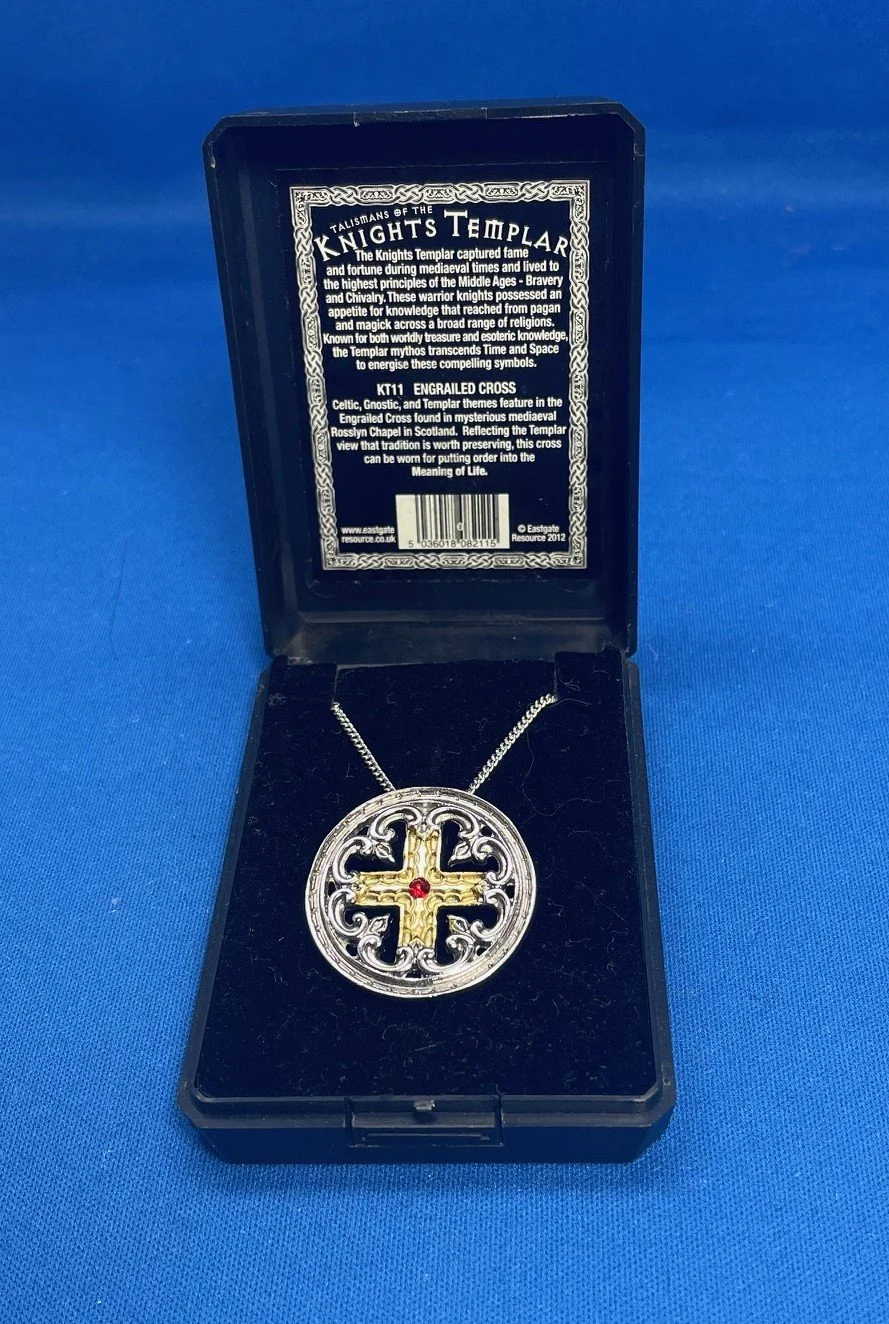 TALISMANS OF THE
KNIGHTS TEMPLAR
The Knights Templar captured fame
and fortune during mediaeval times and lived to
the highest principles of the Middle Ages - Bravery
and Chivalry. These warrior knights possessed an
appetite for knowledge that reached from pagan
and magick across a broad range of religions.
Known for both worldly treasure and esoteric knowledge,
the Templar mythos transcends Time and Space
to energise these compelling symbols.
KT11 ENGRAILED CROSS
Celtic, Gnostic, and Templar themes feature in the
Engrailed Cross found in mysterious mediaeval
Rosslyn Chapel in Scotland. Reflecting the Templar
view that tradition is worth preserving, this cross
can be worn for putting order into the
Meaning of Life.
www.eastgate
resource.co.uk
5 036018 082115
© Eastgate
Resource 2012